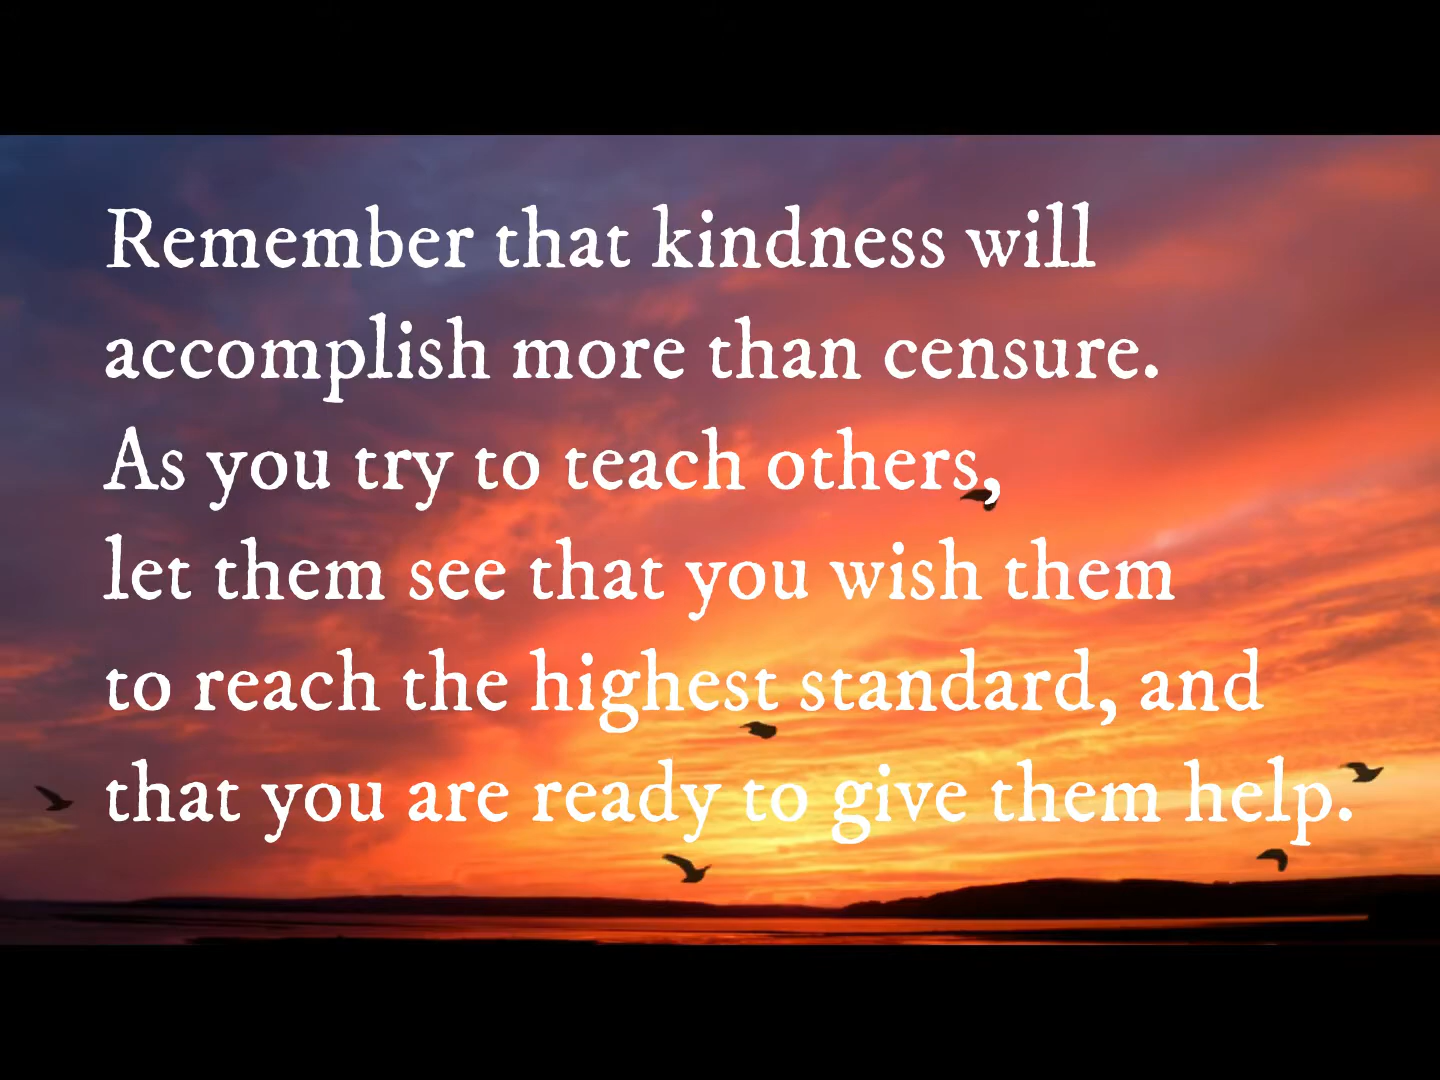 Remember that kindness will
accomplish more than censure.
As you try to teach others,
let them see that you wish them
to reach the highest standard, and
that you are ready to give them help.